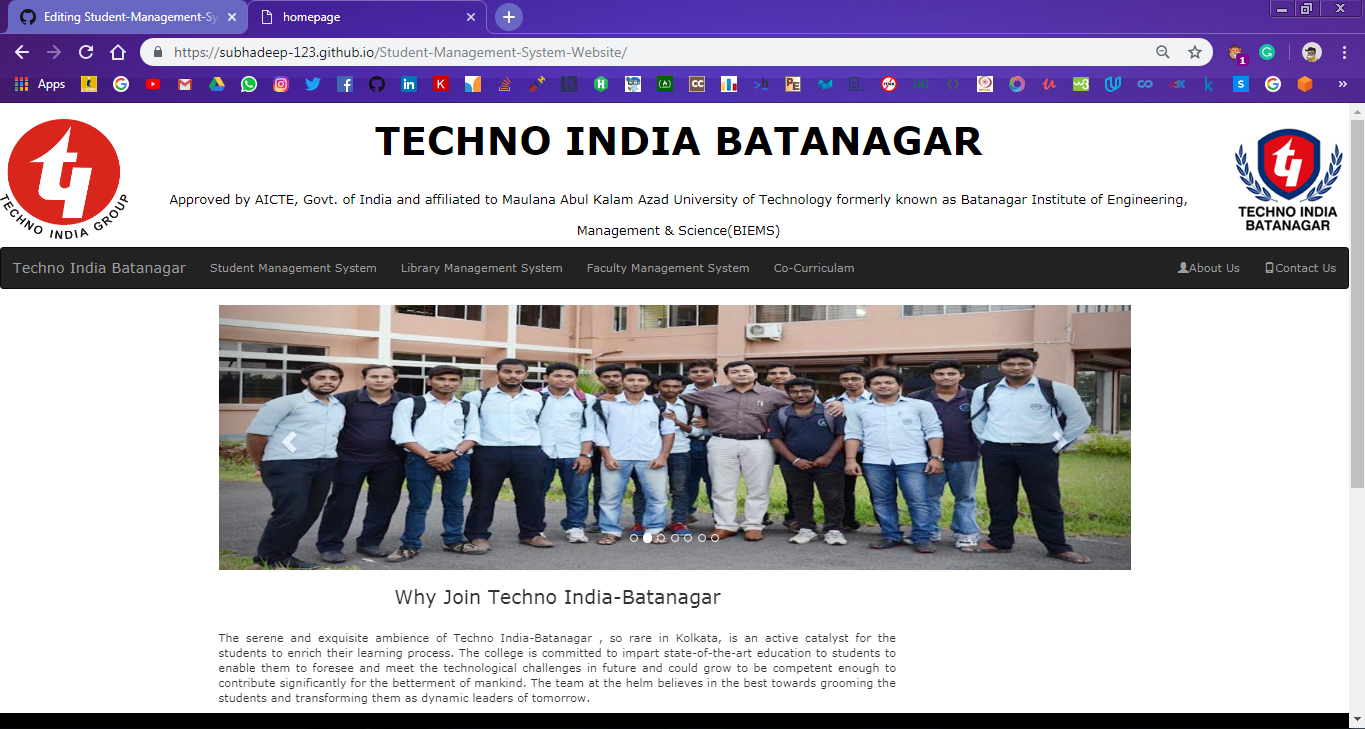 Editing Student-Management-Sy
homepage
https://subhadeep-123.github.io/Student-Management-System-Website/
1
Apps
TECHNO INDIA GROUP
TECHNO INDIA BATANAGAR
Approved by AICTE, Govt. of India and affiliated to Maulana Abul Kalam Azad University of Technology formerly known as Batanagar Institute of Engineering,
Management & Science(BIEMS)
TECHNO INDIA
BATANAGAR
Techno India Batanagar Student Management System Library Management System Faculty Management System Co-Curriculam About Us Contact Us
Why Join Techno India-Batanagar
The serene and exquisite ambience of Techno India-Batanagar , so rare in Kolkata, is an active catalyst for the
students to enrich their learning process. The college is committed to impart state-of-the-art education to students to
enable them to foresee and meet the technological challenges in future and could grow to be competent enough to
contribute significantly for the betterment of mankind. The team at the helm believes in the best towards grooming the
students and transforming them as dynamic leaders of tomorrow.